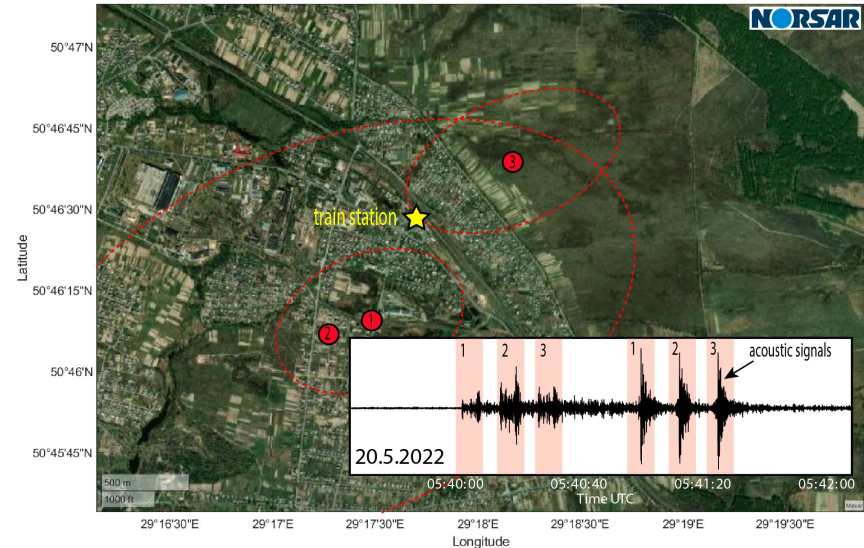 NORSAR
50°47'N
50°46'45"N
50°46'30"N
50°46'15"N
50°46'N
50°45'45"N
Latitude
3
train station
1
2
1 2 3 1 2 3
acoustic signals
20.5.2022
05:40:00 05:40:40 05:41:20 05:42:00
Time UTC
500 m
1000 ft
Maxar
29°16'30"E 29°17'E 29°17'30"E 29°18'E 29°18'30"E 29°19'E 29°19'30"E
Longitude